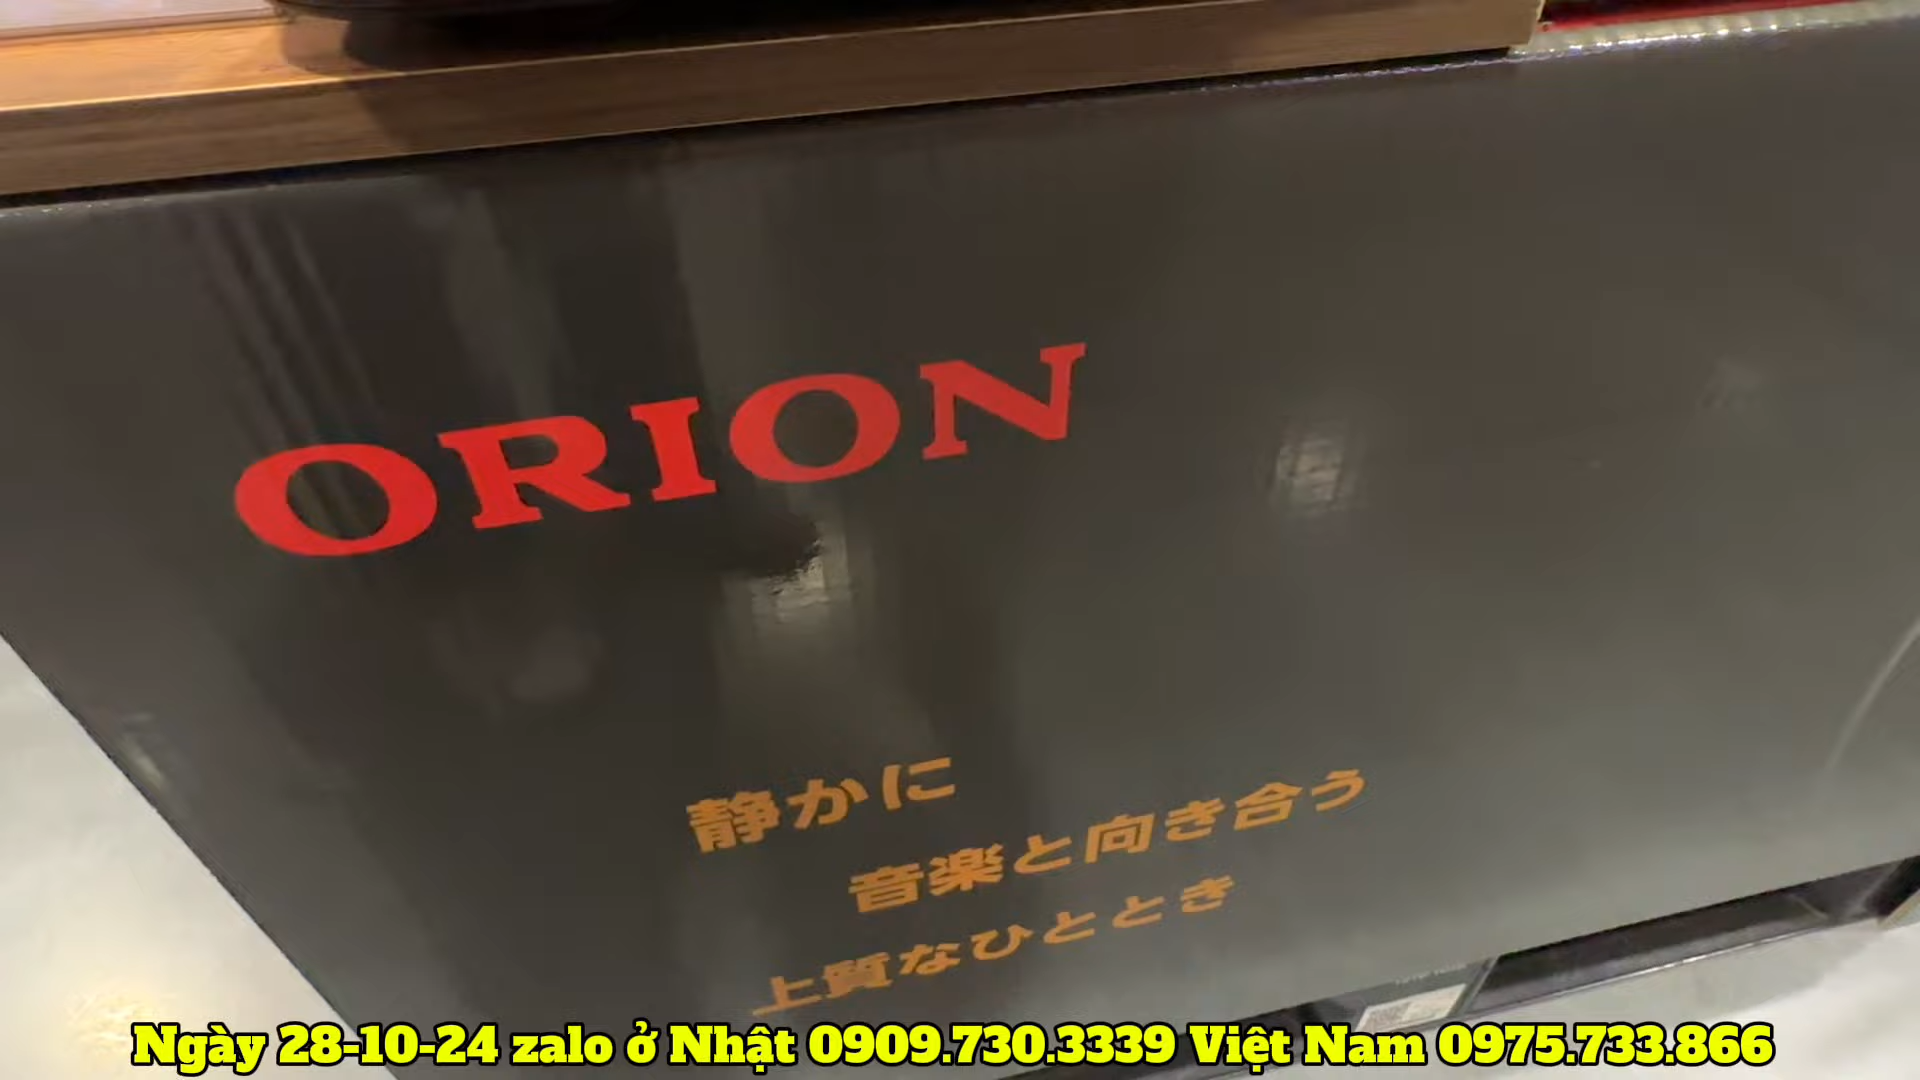 ORION
静かに
音楽と向き合う
上質なひととき
Ngày 28-10-24 zalo ở Nhật 0909.730.3339 Việt Nam 0975.733.866